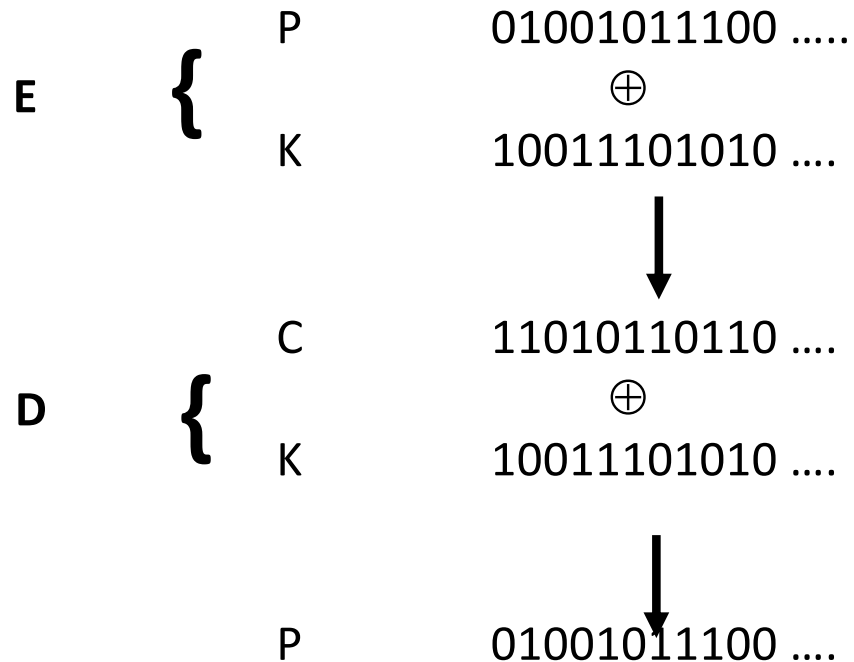 P 01001011100 .....
E { ⊕
K 10011101010 ....
C 11010110110 ....
D { ⊕
K 10011101010 ....
P 01001011100 ....